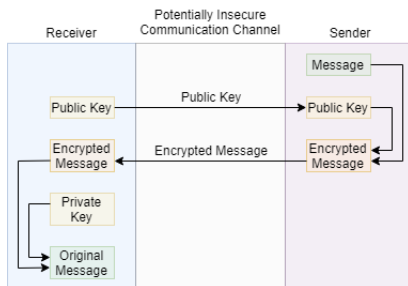 Receiver
Potentially Insecure
Communication Channel
Sender
Message
Public Key
Public Key
Public Key
Encrypted
Message
Encrypted Message
Encrypted
Message
Private
Key
Original
Message